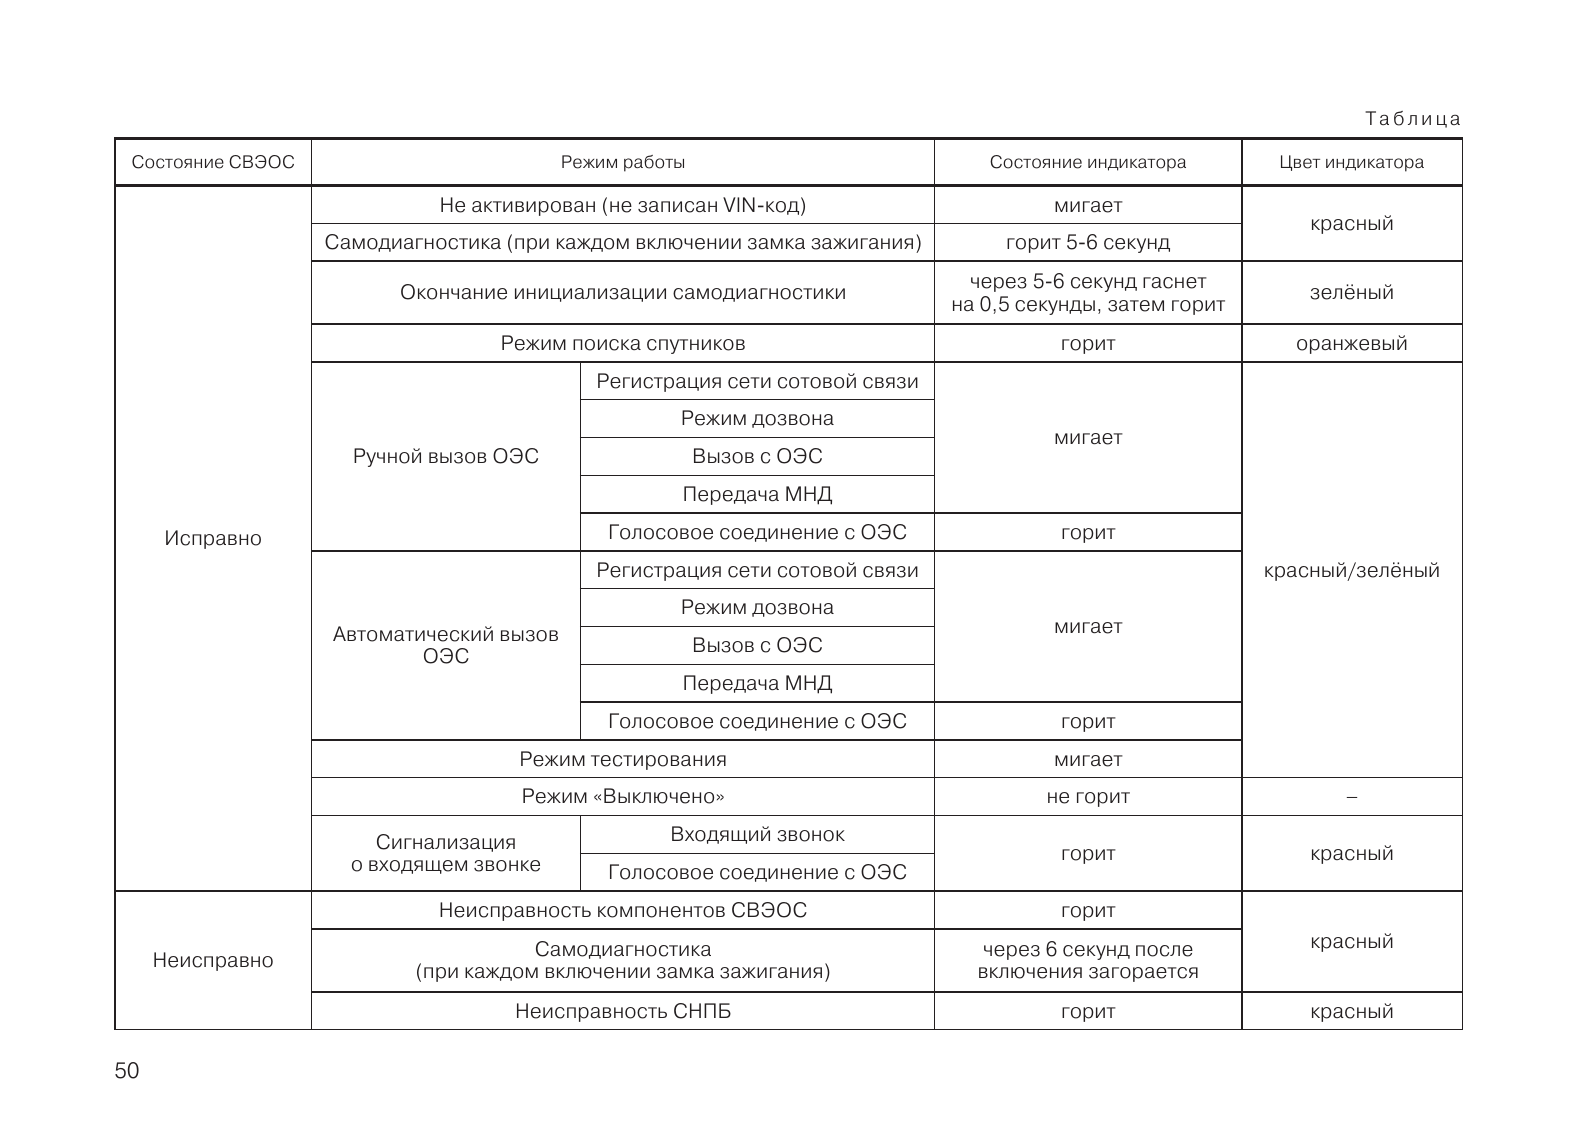 Таблица
Состояние СВЭОС
Режим работы
Состояние индикатора
Цвет индикатора
Исправно
Не активирован (не записан VIN-код)
мигает
красный
Самодиагностика (при каждом включении замка зажигания)
горит 5-6 секунд
Окончание инициализации самодиагностики
через 5-6 секунд гаснет
на 0,5 секунды, затем горит
зелёный
Режим поиска спутников
горит
оранжевый
Ручной вызов ОЭС
Регистрация сети сотовой связи
Режим дозвона
Вызов с ОЭС
Передача МНД
мигает
Голосовое соединение с ОЭС
горит
красный/зелёный
Автоматический вызов
ОЭС
Регистрация сети сотовой связи
Режим дозвона
Вызов с ОЭС
Передача МНД
мигает
Голосовое соединение с ОЭС
горит
Режим тестирования
мигает
Режим «Выключено»
не горит
–
Сигнализация
о входящем звонке
Входящий звонок
Голосовое соединение с ОЭС
горит
красный
Неисправно
Неисправность компонентов СВЭОС
горит
красный
Самодиагностика
(при каждом включении замка зажигания)
через 6 секунд после
включения загорается
Неисправность СНПБ
горит
красный
50